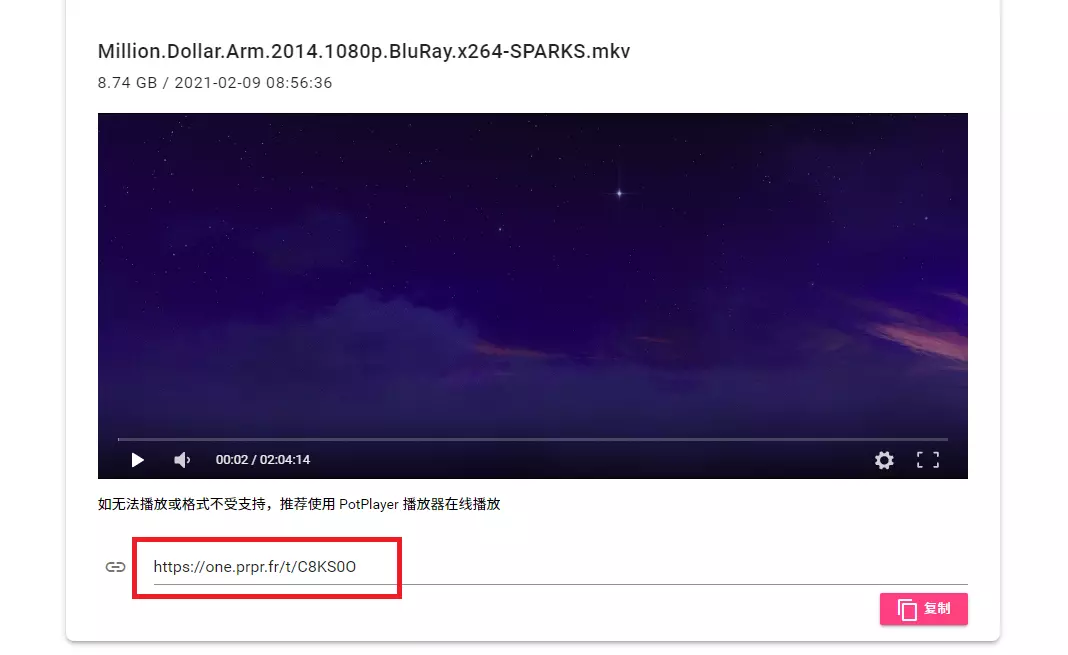 Million.Dollar.Arm.2014.1080p.BluRay.x264-SPARKS.mkv
8.74 GB / 2021-02-09 08:56:36
00:02 / 02:04:14
如无法播放或格式不受支持，推荐使用 PotPlayer 播放器在线播放
https://one.prpr.fr/t/C8KS0O
复制